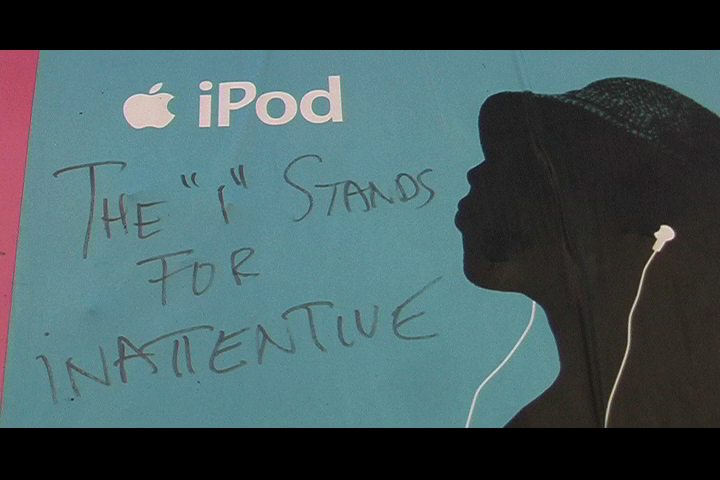 iPod
THE "i" STANDS
FOR
iNATTENTIVE